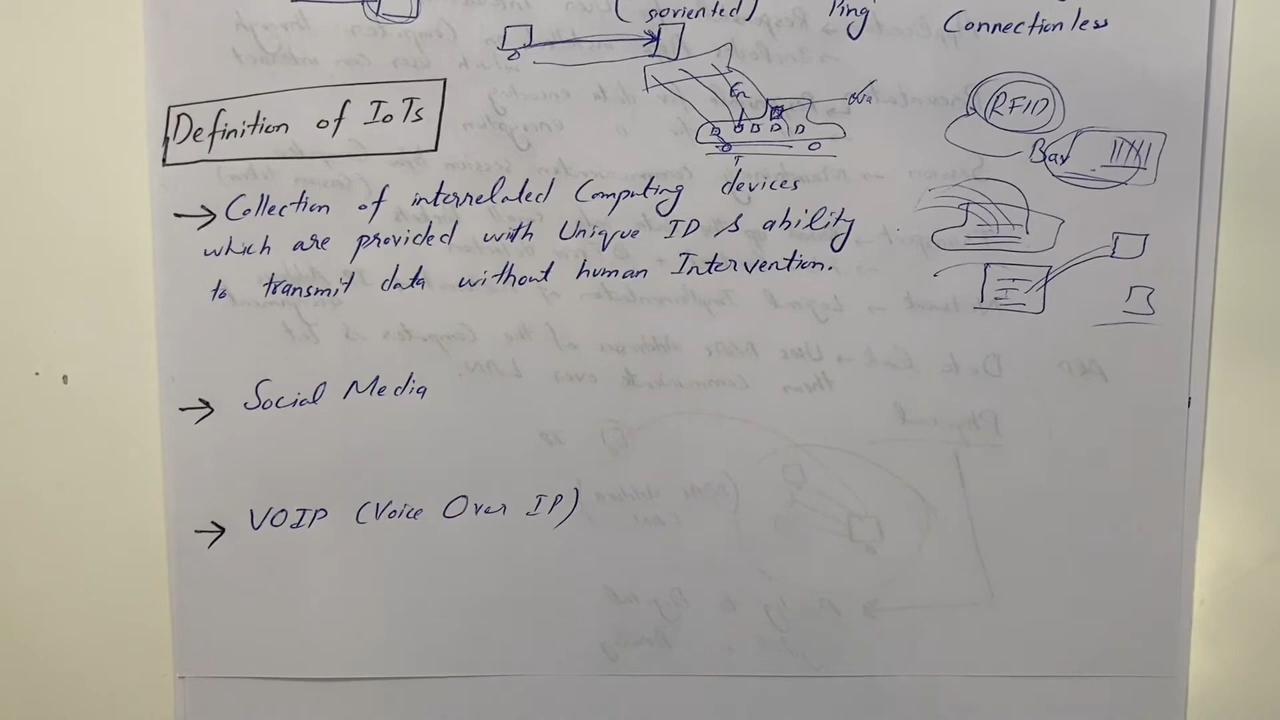 oriented) Ping Connectionless
Definition of IoTs
RFID
Bar
→ Collection of interrelated Computing devices
which are provided with Unique ID & ability
to transmit data without human Intervention.
→ Social Media
→ VOIP (Voice Over IP)